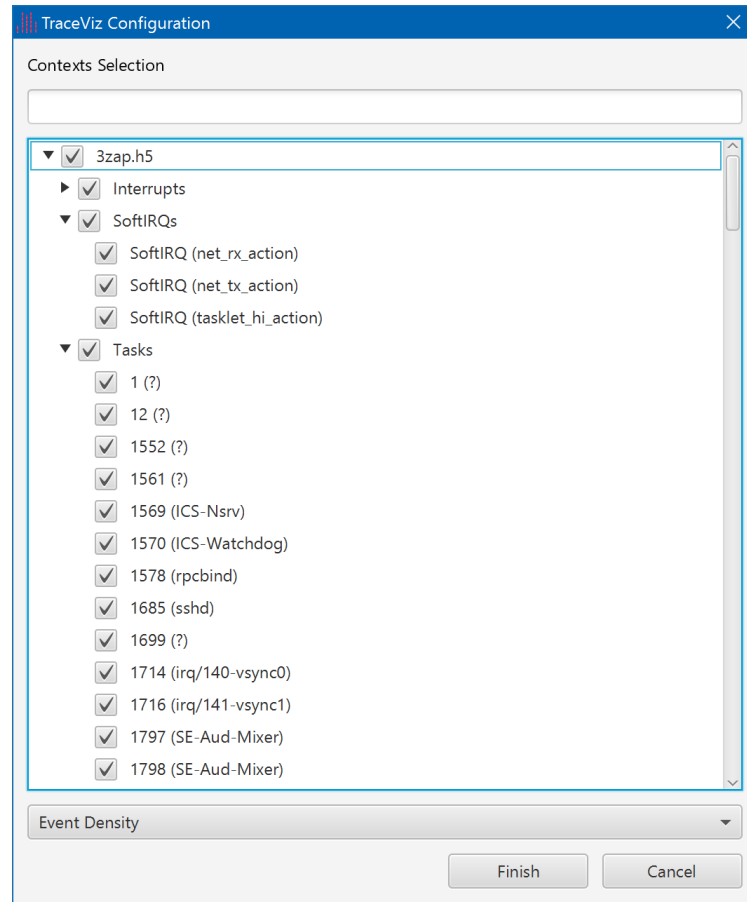 TraceViz Configuration
Contexts Selection
3zap.h5
Interrupts
SoftIRQs
SoftIRQ (net_rx_action)
SoftIRQ (net_tx_action)
SoftIRQ (tasklet_hi_action)
Tasks
1 (?)
12 (?)
1552 (?)
1561 (?)
1569 (ICS-Nsrv)
1570 (ICS-Watchdog)
1578 (rpcbind)
1685 (sshd)
1699 (?)
1714 (irq/140-vsync0)
1716 (irq/141-vsync1)
1797 (SE-Aud-Mixer)
1798 (SE-Aud-Mixer)
Event Density
Finish Cancel